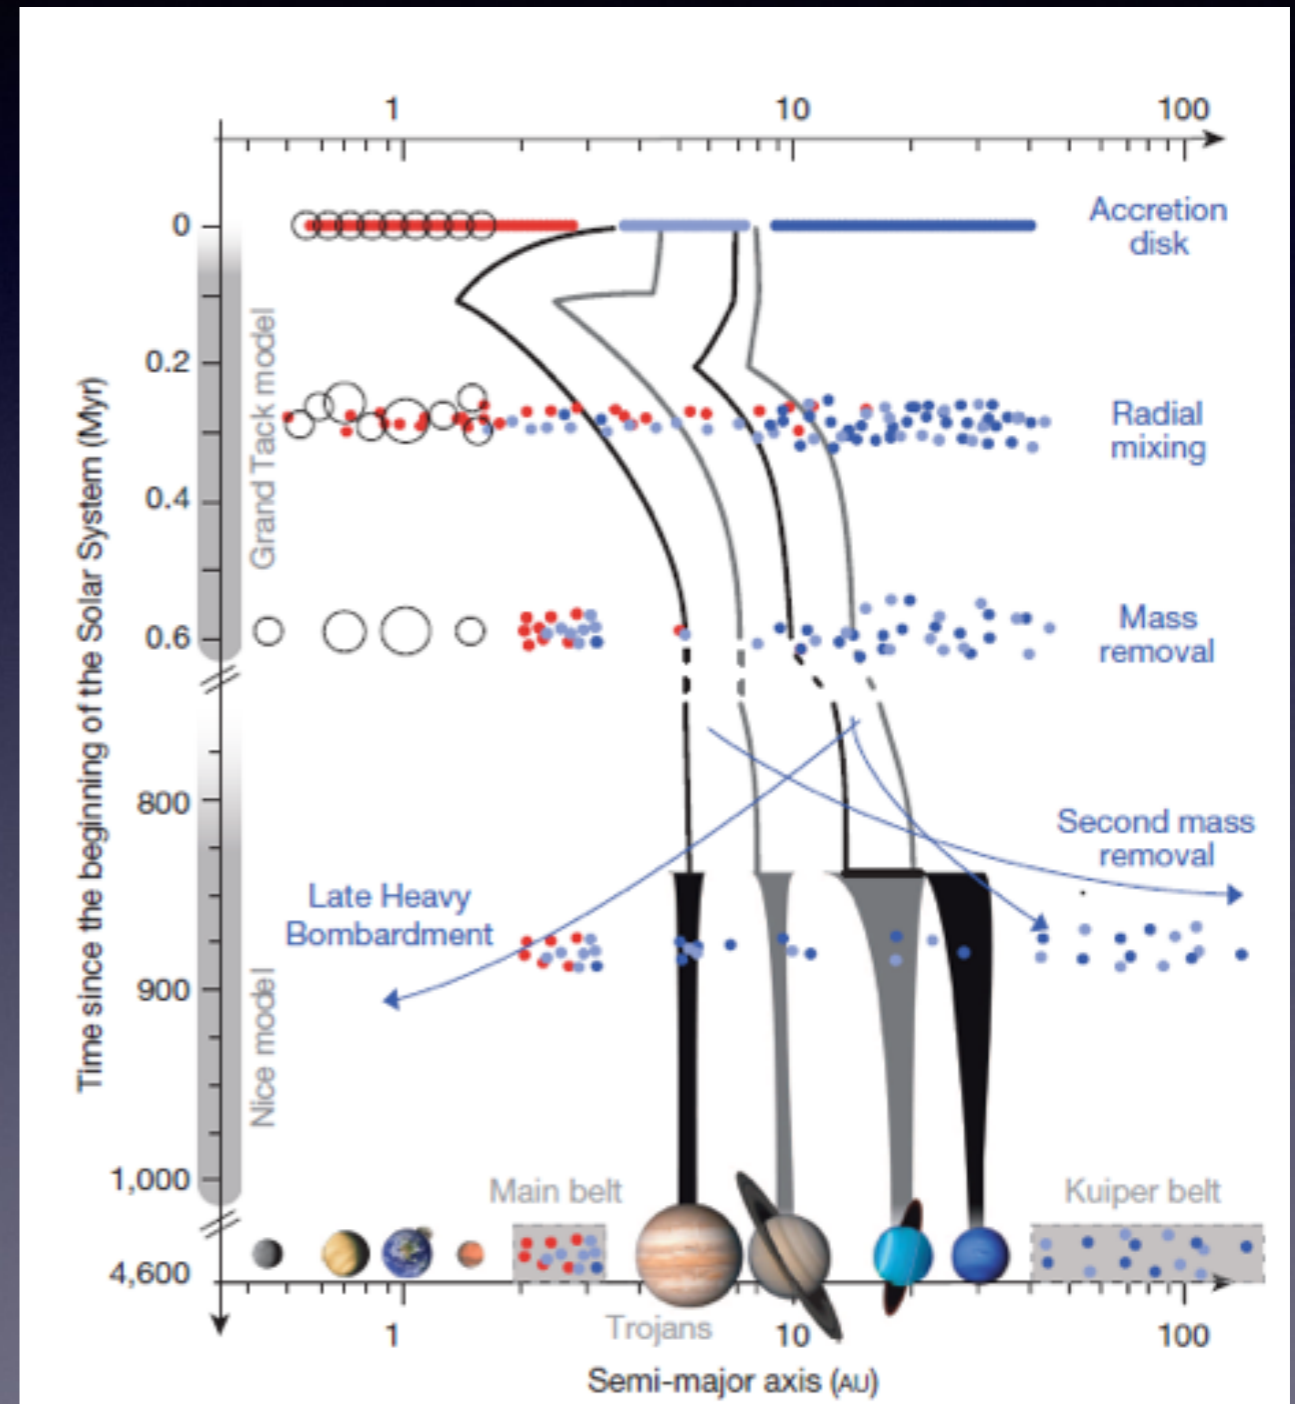 1 10 100
0
Accretion
disk
0.2
Radial
mixing
Grand Tack model
0.4
Mass
removal
0.6
Time since the beginning of the Solar System (Myr)
800
Second mass
removal
Late Heavy
Bombardment
900
Nice model
1,000
Main belt
Kuiper belt
4,600
Trojans
1 10 100
Semi-major axis (AU)